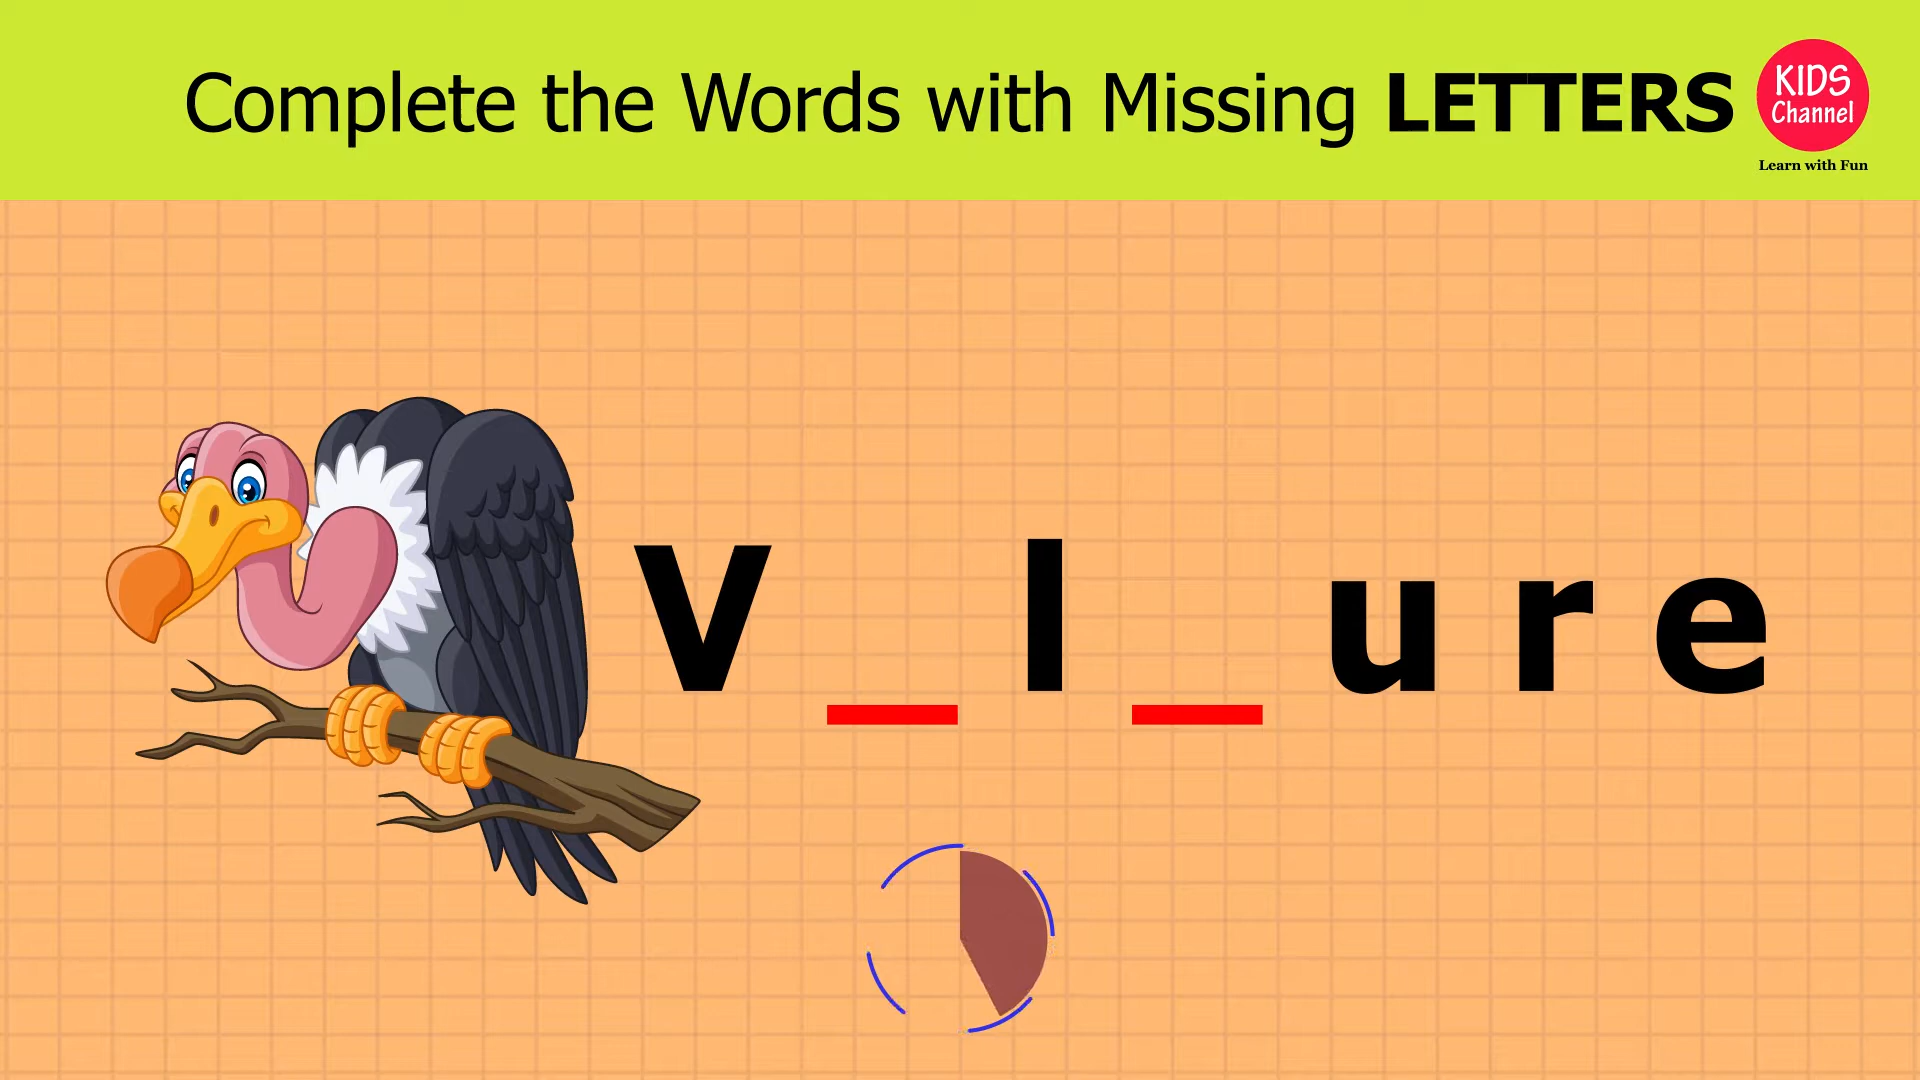 Complete the Words with Missing LETTERS
KIDS
Channel
Learn with Fun
V _ l _ u r e